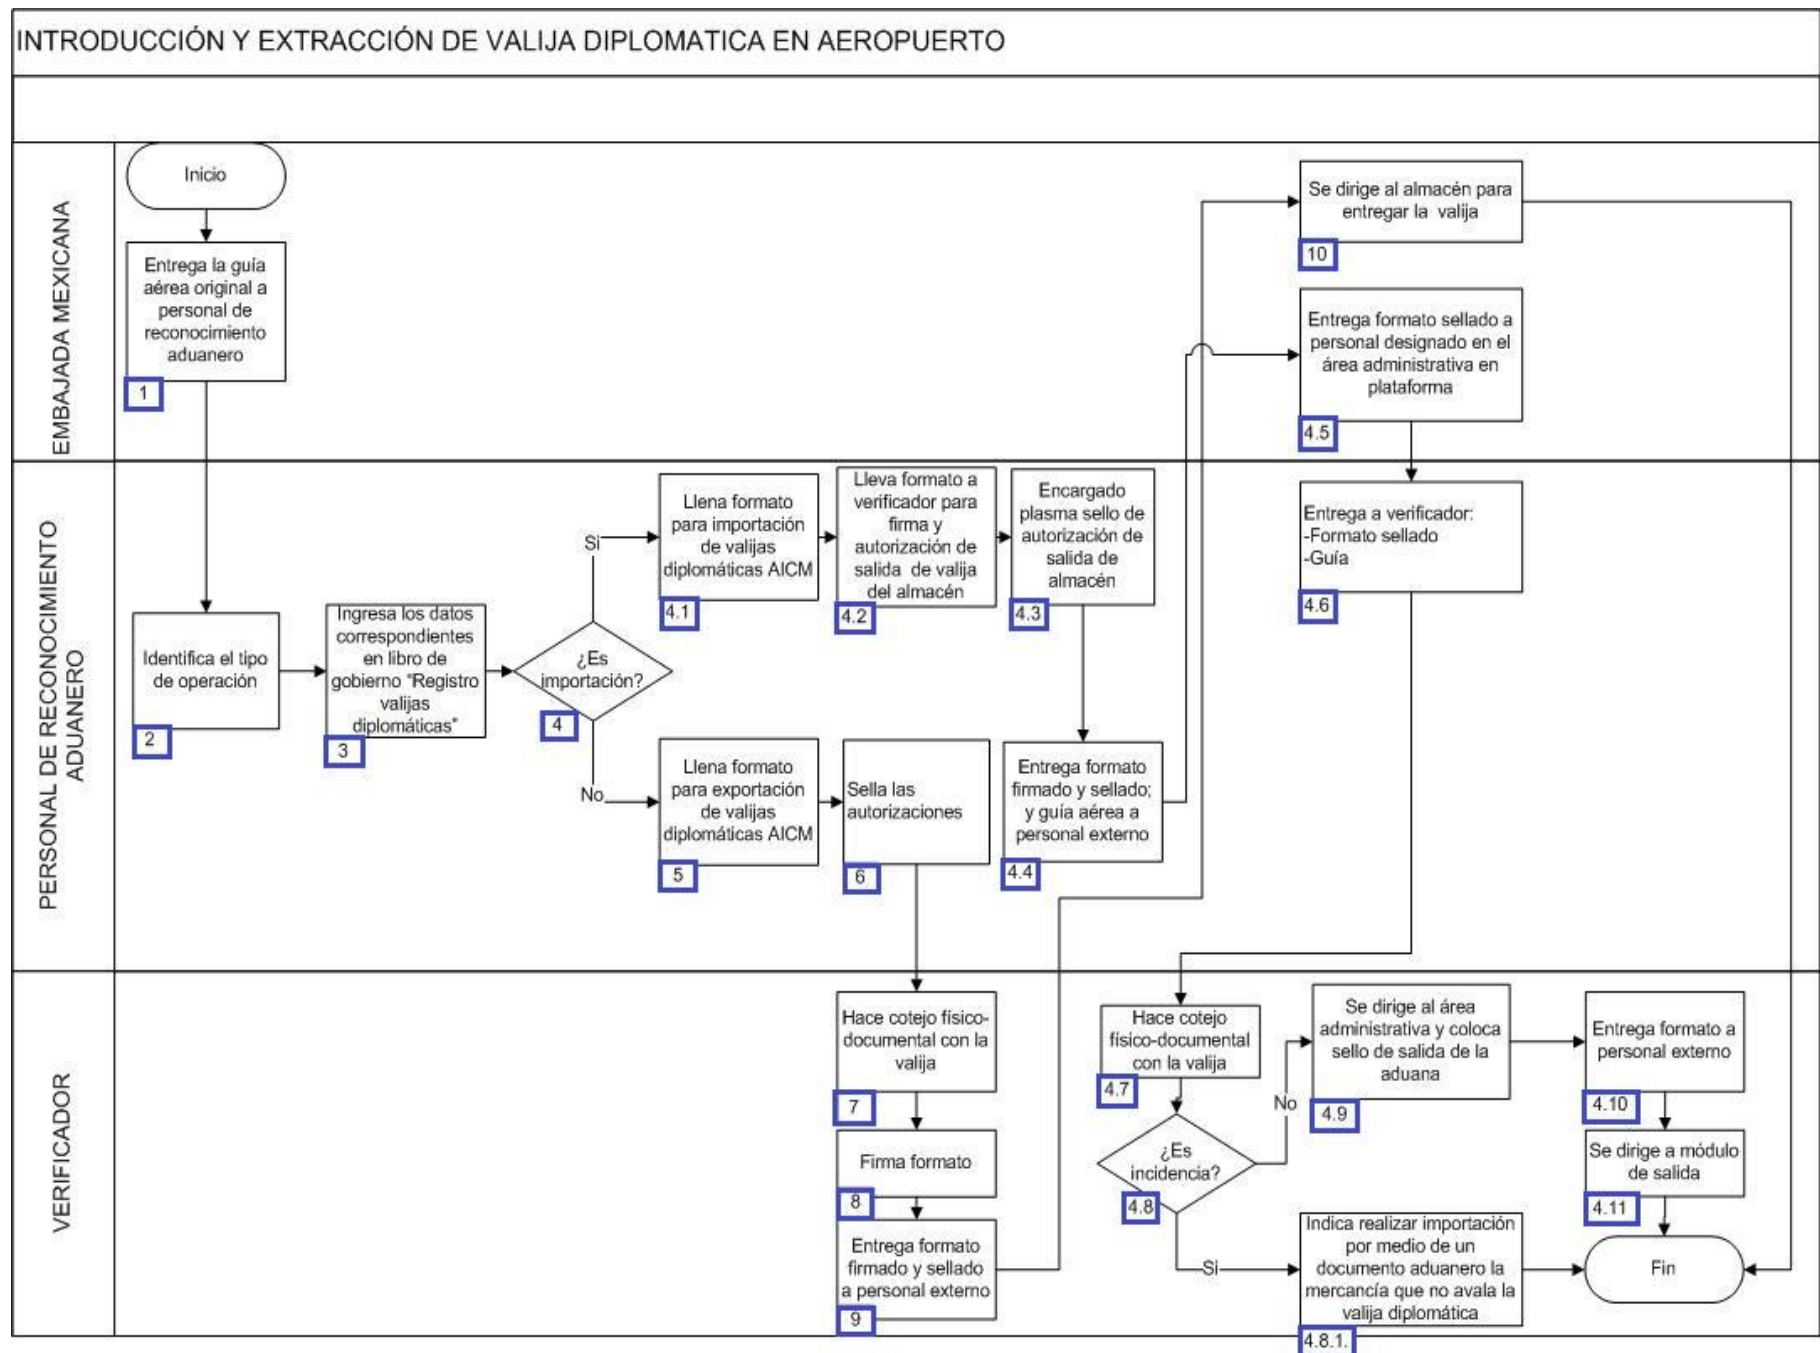 INTRODUCCIÓN Y EXTRACCIÓN DE VALIJA DIPLOMATICA EN AEROPUERTO
EMBAJADA MEXICANA
Inicio
Entrega la guía
aérea original a
personal de
reconocimiento
aduanero
1
Se dirige al almacén para
entregar la valija
10
Entrega formato sellado a
personal designado en el
área administrativa en
plataforma
4.5
PERSONAL DE RECONOCIMIENTO
ADUANERO
Identifica el tipo
de operación
2
Ingresa los datos
correspondientes
en libro de
gobierno "Registro
valijas
diplomáticas"
3
¿Es
importación?
4
Si
Llena formato
para importación
de valijas
diplomáticas AICM
4.1
Lleva formato a
verificador para
firma y
autorización de
salida de valija
del almacén
4.2
Encargado
plasma sello de
autorización de
salida de
almacén
4.3
Entrega formato
firmado y sellado;
y guía aérea a
personal externo
4.4
Entrega a verificador:
-Formato sellado
-Guía
4.6
No
Llena formato
para exportación
de valijas
diplomáticas AICM
5
Sella las
autorizaciones
6
VERIFICADOR
Hace cotejo físico-
documental con la
valija
7
Firma formato
8
Entrega formato
firmado y sellado
a personal externo
9
Hace cotejo
físico-documental
con la valija
4.7
¿Es
incidencia?
4.8
No
Se dirige al área
administrativa y coloca
sello de salida de la
aduana
4.9
Entrega formato a
personal externo
4.10
Se dirige a módulo
de salida
4.11
Si
Indica realizar importación
por medio de un
documento aduanero la
mercancía que no avala la
valija diplomática
4.8.1.
Fin